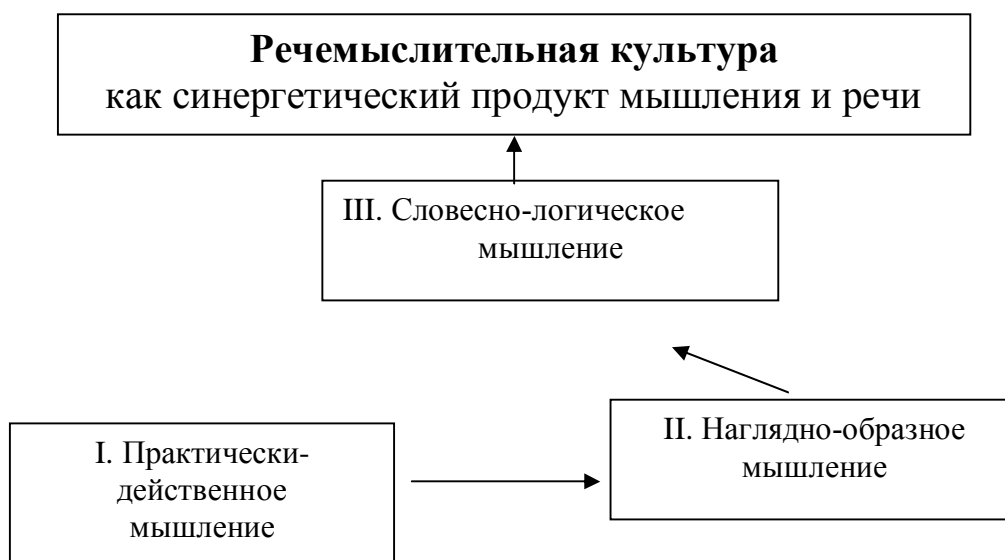 Речемыслительная культура
как синергетический продукт мышления и речи
III. Словесно-логическое
мышление
II. Наглядно-образное
мышление
I. Практически-
действенное
мышление